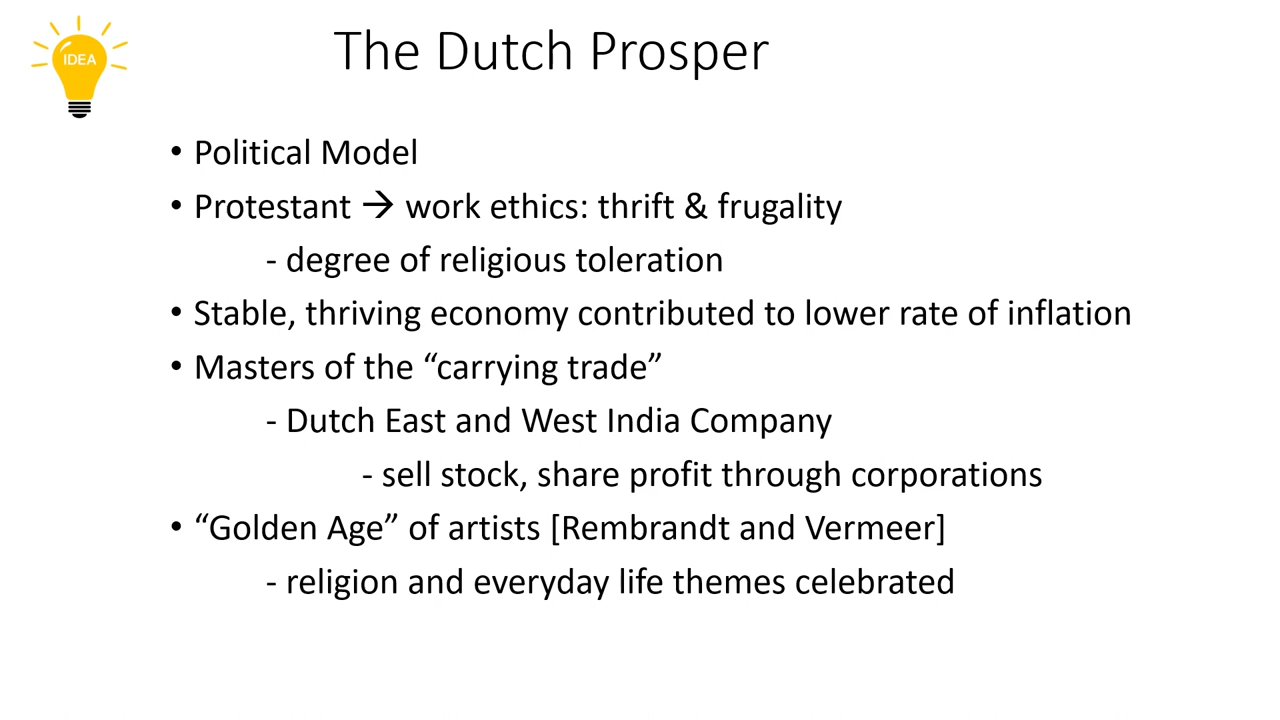 IDEA
The Dutch Prosper
• Political Model
• Protestant → work ethics: thrift & frugality
- degree of religious toleration
• Stable, thriving economy contributed to lower rate of inflation
• Masters of the “carrying trade”
- Dutch East and West India Company
- sell stock, share profit through corporations
• “Golden Age” of artists [Rembrandt and Vermeer]
- religion and everyday life themes celebrated